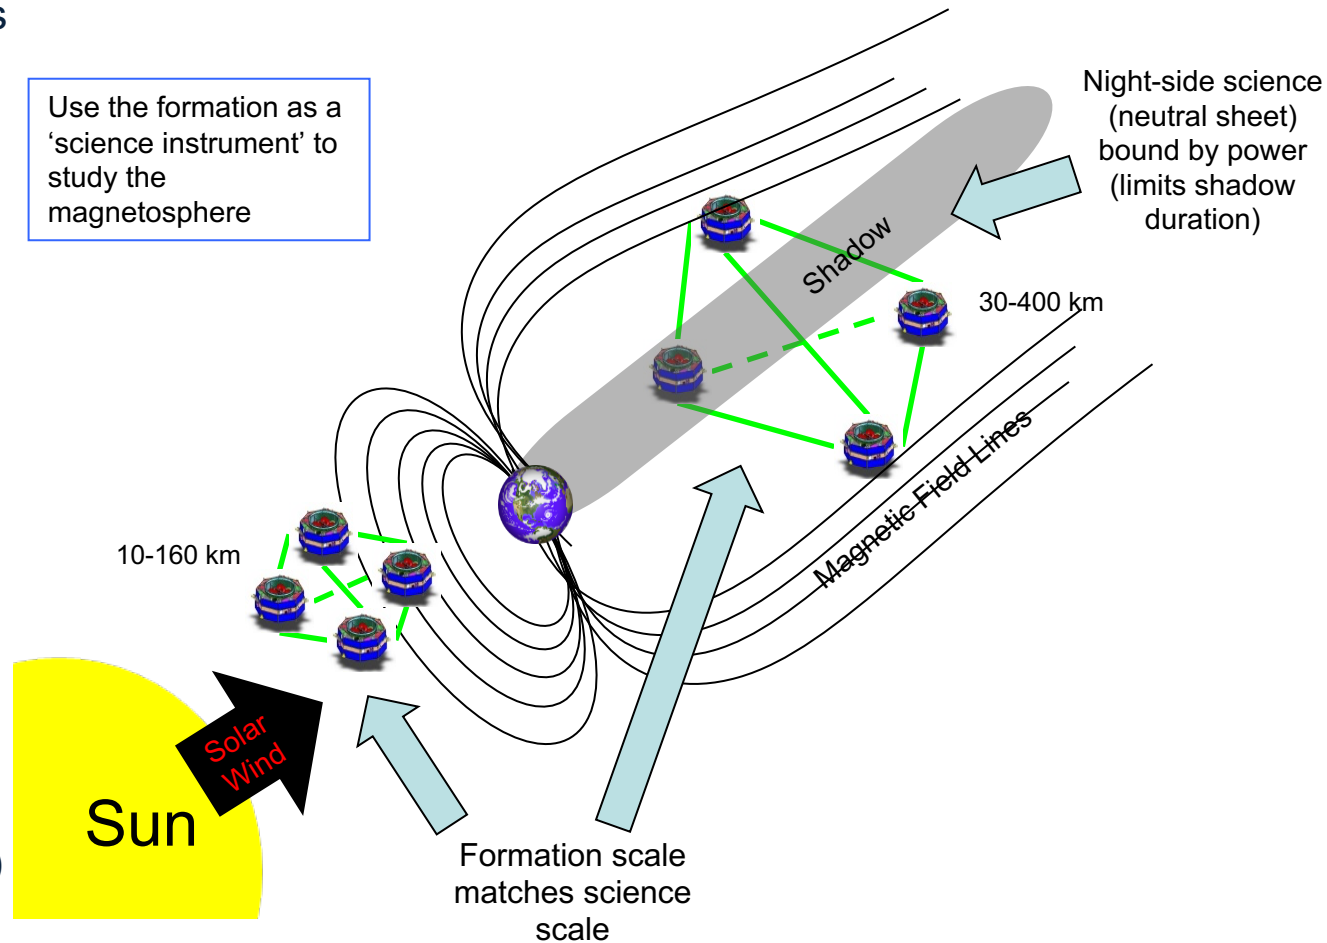 s
Use the formation as a
‘science instrument’ to
study the
magnetosphere
Night-side science
(neutral sheet)
bound by power
(limits shadow
duration)
Shadow
30-400 km
Magnetic Field Lines
10-160 km
Solar
Wind
Sun
)
Formation scale
matches science
scale